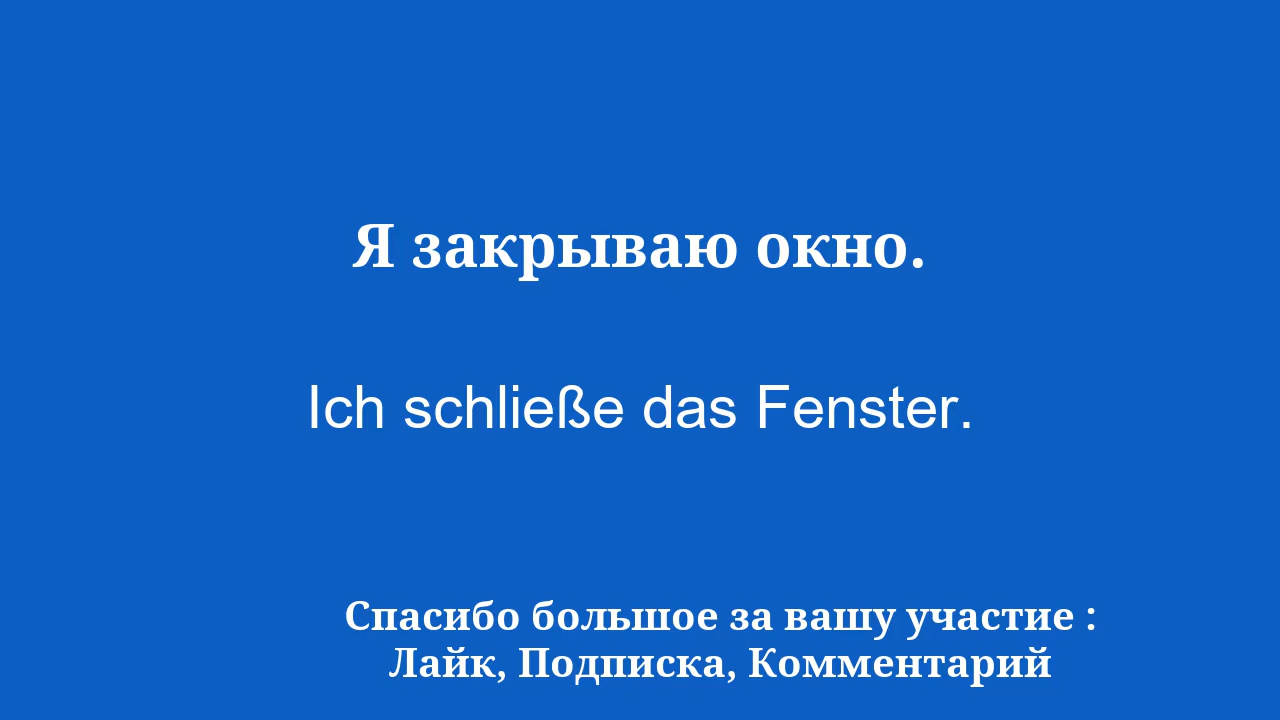 Я закрываю окно.
Ich schließe das Fenster.
Спасибо большое за вашу участие :
Лайк, Подписка, Комментарий